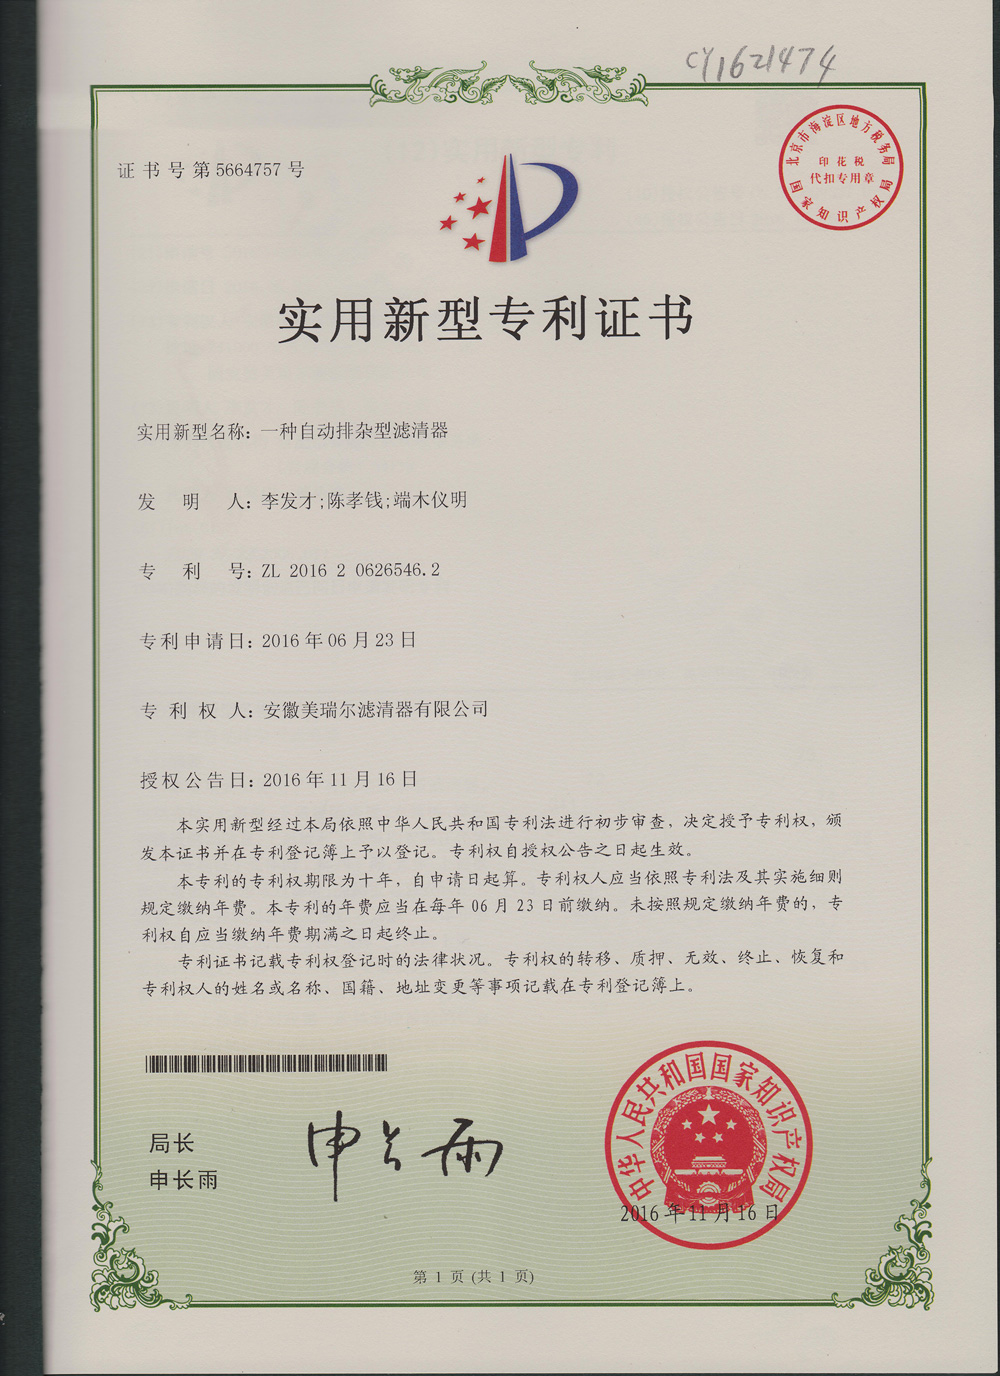 CY1621474
证书号第5664757号
北京市海淀区地方税务局
印花税
代扣专用章
国家知识产权局
实用新型专利证书
实用新型名称：一种自动排杂型滤清器
发明人：李发才;陈孝钱;端木仪明
专利号：ZL 2016 2 0626546.2
专利申请日：2016年06月23日
专利权人：安徽美瑞尔滤清器有限公司
授权公告日：2016年11月16日
本实用新型经过本局依照中华人民共和国专利法进行初步审查，决定授予专利权，颁
发本证书并在专利登记簿上予以登记。专利权自授权公告之日起生效。
本专利的专利权期限为十年，自申请日起算。专利权人应当依照专利法及其实施细则
规定缴纳年费。本专利的年费应当在每年06月23日前缴纳。未按照规定缴纳年费的，专
利权自应当缴纳年费期满之日起终止。
专利证书记载专利权登记时的法律状况。专利权的转移、质押、无效、终止、恢复和
专利权人的姓名或名称、国籍、地址变更等事项记载在专利登记簿上。
局长
申长雨
申长雨
中华人民共和国国家知识产权局
2016年11月16日
第1页(共1页)